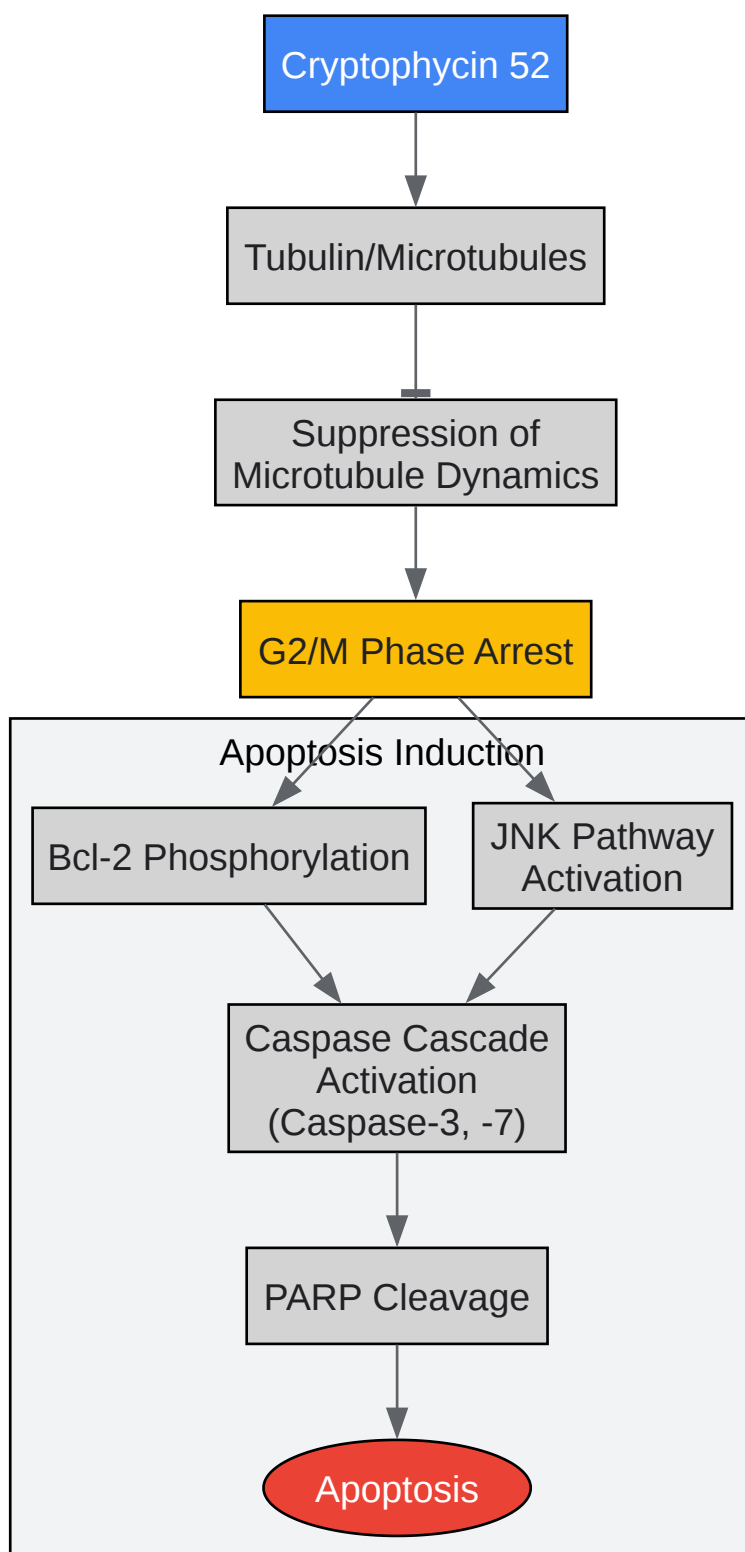 Cryptophycin 52
Tubulin/Microtubules
Suppression of
Microtubule Dynamics
G2/M Phase Arrest
Apoptosis Induction
Bcl-2 Phosphorylation
JNK Pathway
Activation
Caspase Cascade
Activation
(Caspase-3, -7)
PARP Cleavage
Apoptosis